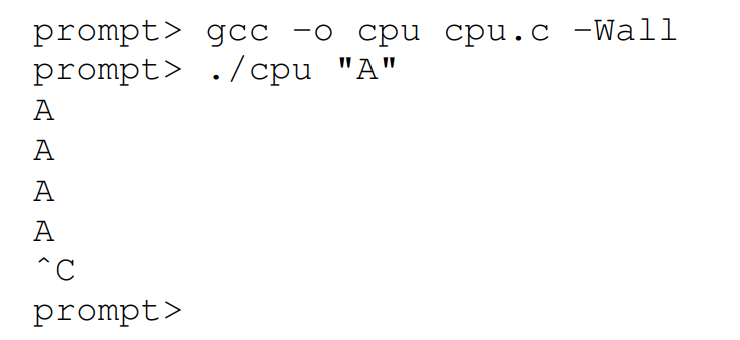 prompt> gcc -o cpu cpu.c -Wall
prompt> ./cpu "A"
A
A
A
A
^C
prompt>